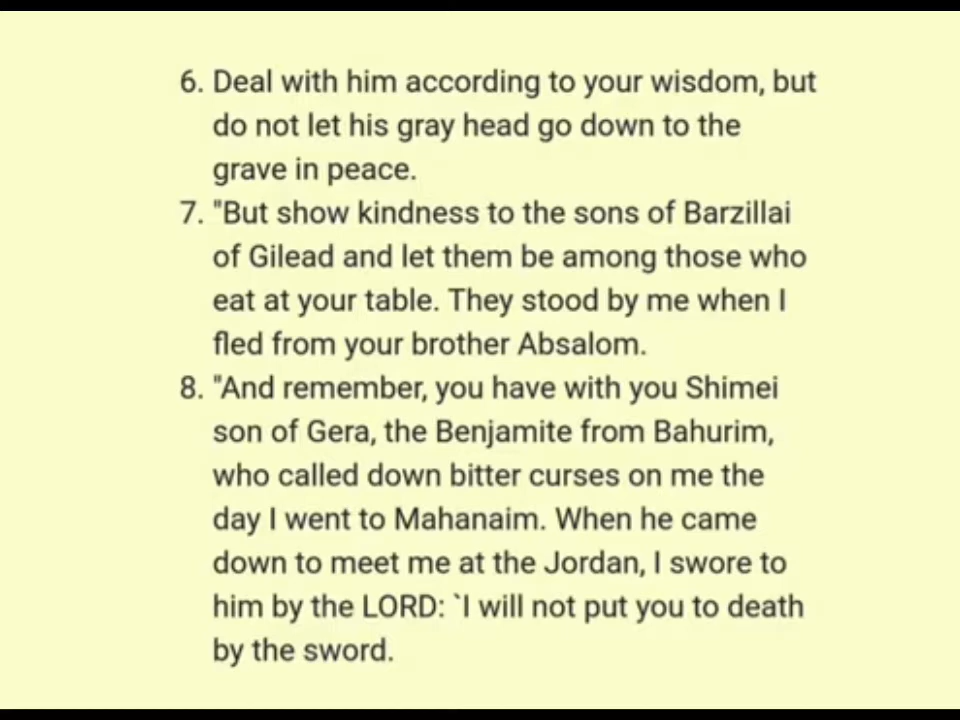 6. Deal with him according to your wisdom, but
do not let his gray head go down to the
grave in peace.
7. "But show kindness to the sons of Barzillai
of Gilead and let them be among those who
eat at your table. They stood by me when I
fled from your brother Absalom.
8. "And remember, you have with you Shimei
son of Gera, the Benjamite from Bahurim,
who called down bitter curses on me the
day I went to Mahanaim. When he came
down to meet me at the Jordan, I swore to
him by the LORD: `I will not put you to death
by the sword.